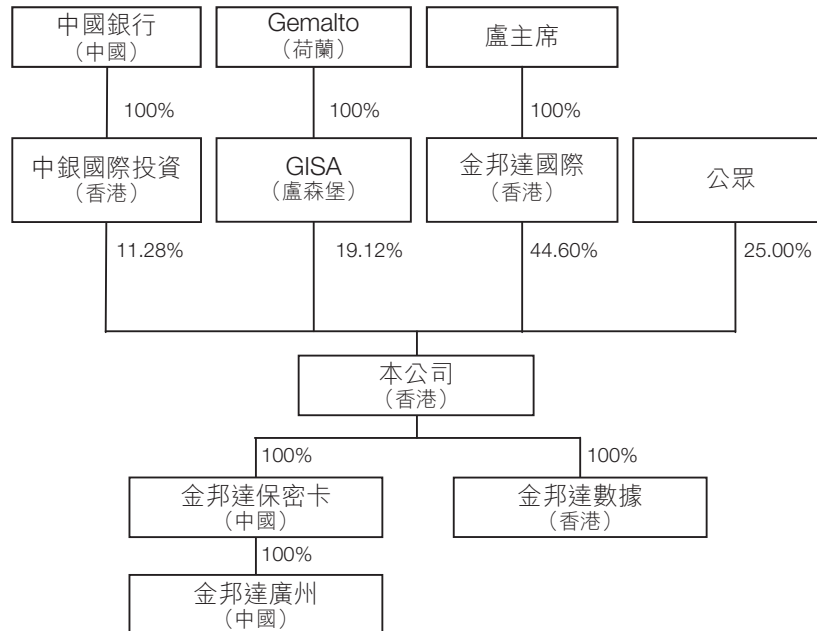 中國銀行
（中國）
Gemalto
（荷蘭）
盧主席
100%
100%
100%
中銀國際投資
（香港）
GISA
（盧森堡）
金邦達國際
（香港）
公眾
11.28%
19.12%
44.60%
25.00%
本公司
（香港）
100%
100%
金邦達保密卡
（中國）
金邦達數據
（香港）
100%
金邦達廣州
（中國）